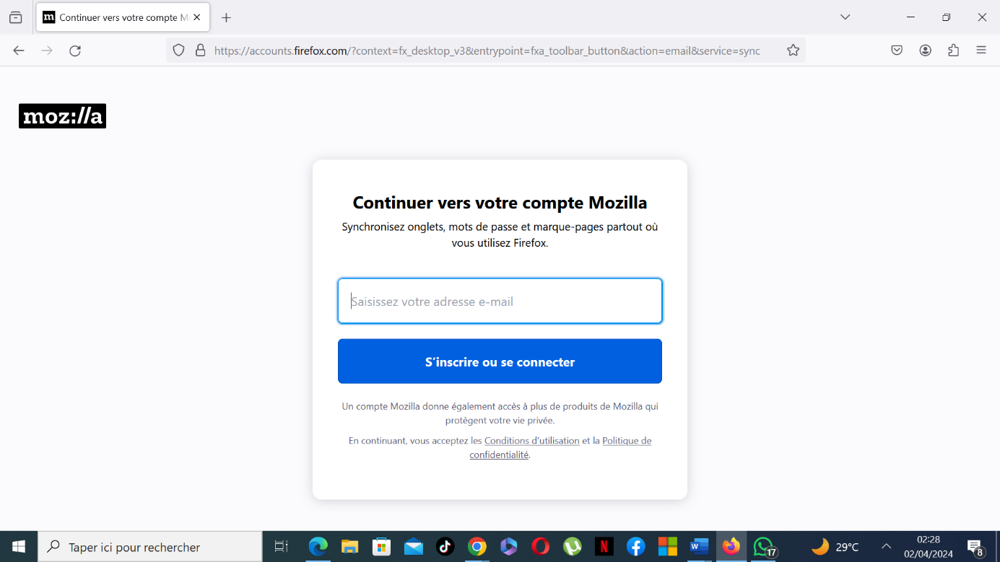 Continuer vers votre compte Mo
https://accounts.firefox.com/?context=fx_desktop_v3&entrypoint=fxa_toolbar_button&action=email&service=sync
moz://a
Continuer vers votre compte Mozilla
Synchronisez onglets, mots de passe et marque-pages partout où
vous utilisez Firefox.
Saisissez votre adresse e-mail
S’inscrire ou se connecter
Un compte Mozilla donne également accès à plus de produits de Mozilla qui
protègent votre vie privée.
En continuant, vous acceptez les Conditions d’utilisation et la Politique de
confidentialité.
Taper ici pour rechercher
17
29°C
02:28
02/04/2024
8